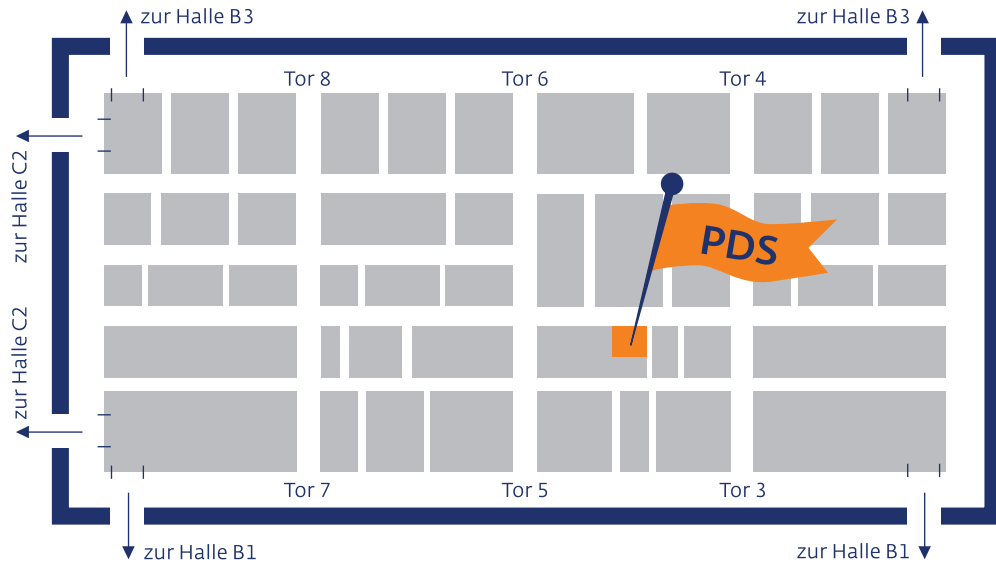 zur Halle B3
zur Halle B3
Tor 8
Tor 6
Tor 4
zur Halle C2
PDS
zur Halle C2
Tor 7
Tor 5
Tor 3
zur Halle B1
zur Halle B1